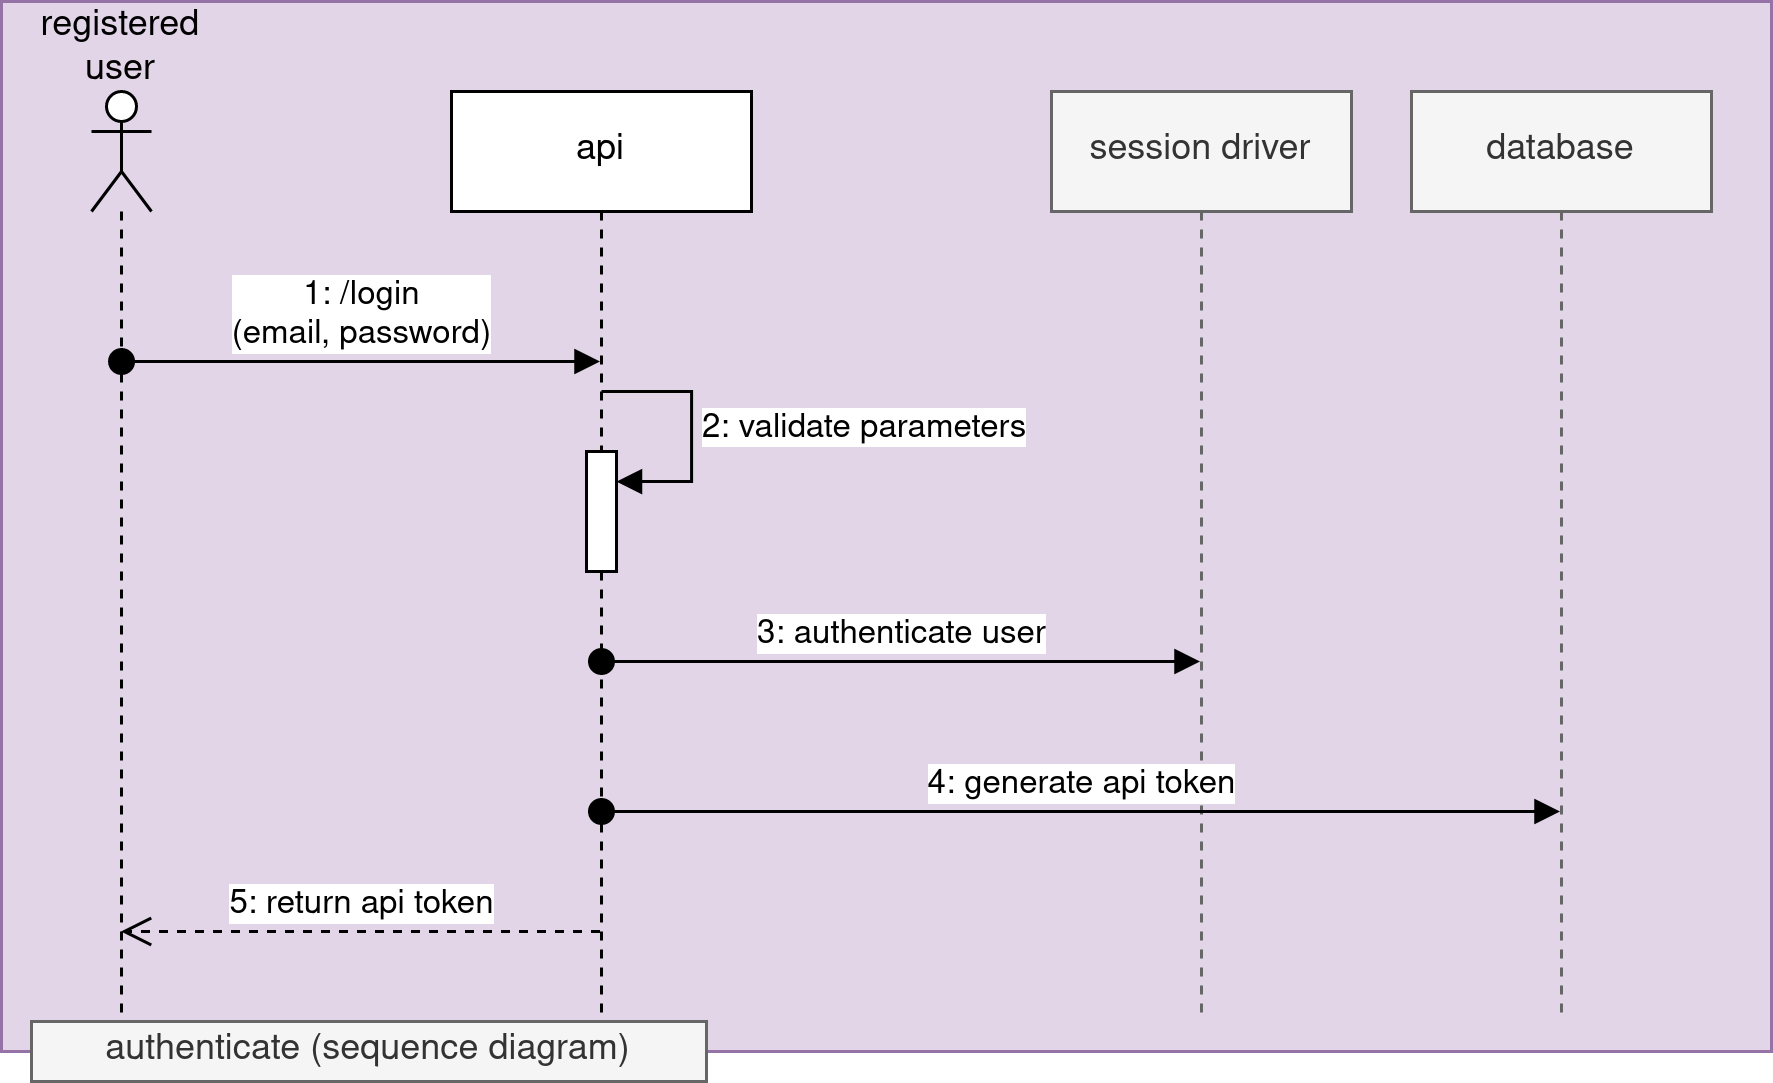 registered
user
api
session driver
database
1: /login
(email, password)
2: validate parameters
3: authenticate user
4: generate api token
5: return api token
authenticate (sequence diagram)